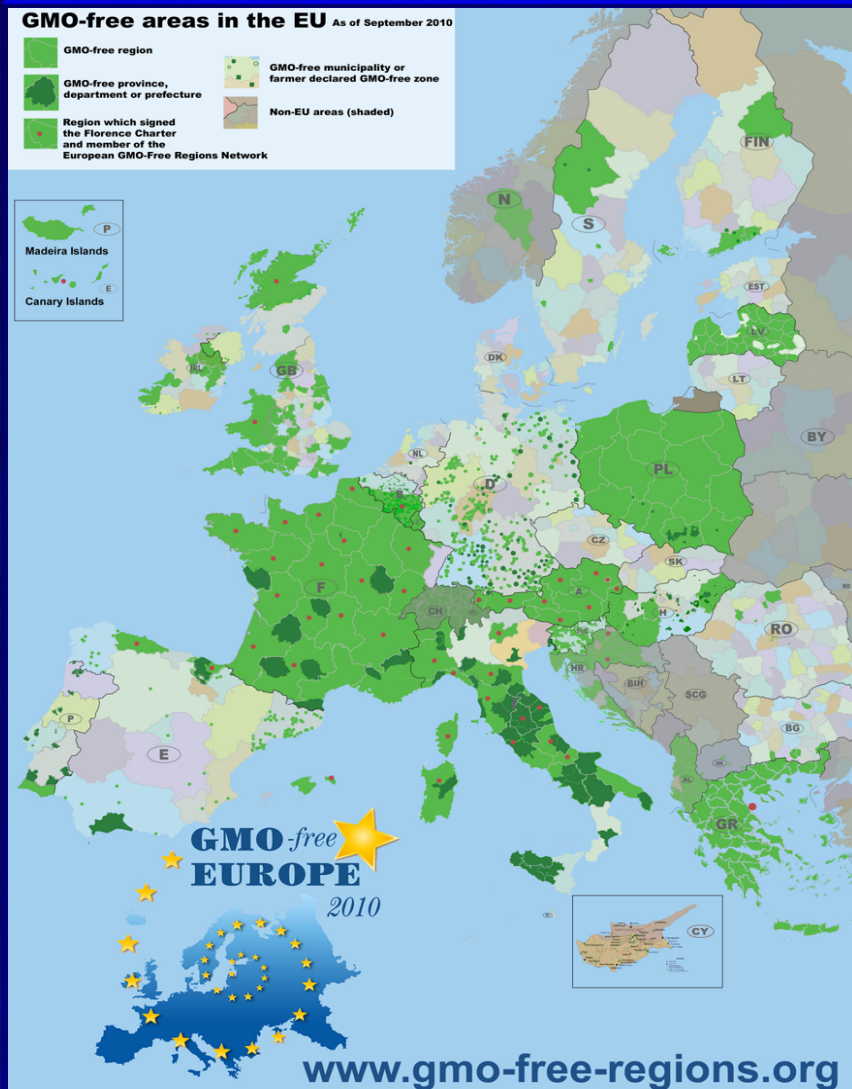 GMO-free areas in the EU As of September 2010
GMO-free region
GMO-free province,
department or prefecture
Region which signed
the Florence Charter
and member of the
European GMO-Free Regions Network
GMO-free municipality or
farmer declared GMO-free zone
Non-EU areas (shaded)
P
Madeira Islands
E
Canary Islands
FIN
N
S
EST
LV
LT
DK
IRL
GB
BY
NL
PL
D
B
CZ
SK
F
A
CH
H
RO
HR
BIH
SCG
P
E
I
BG
GR
GMO-free
EUROPE
2010
CY
www.gmo-free-regions.org